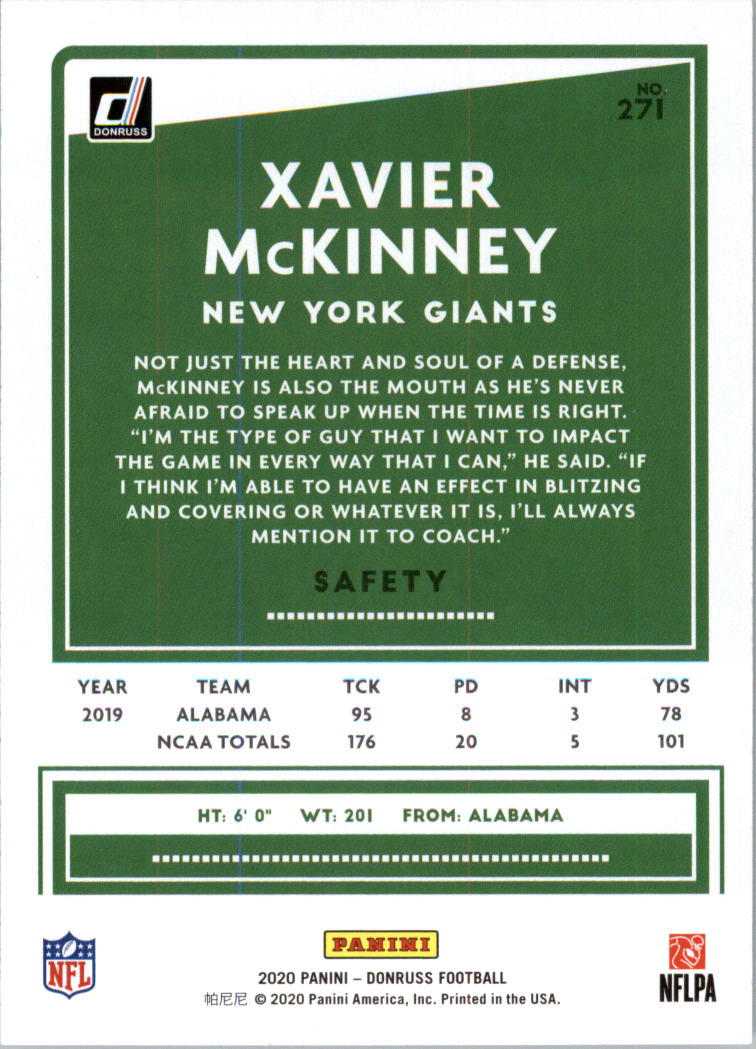 DONRUSS
NO.
271
XAVIER
McKINNEY
NEW YORK GIANTS
NOT JUST THE HEART AND SOUL OF A DEFENSE,
McKINNEY IS ALSO THE MOUTH AS HE'S NEVER
AFRAID TO SPEAK UP WHEN THE TIME IS RIGHT.
“I'M THE TYPE OF GUY THAT I WANT TO IMPACT
THE GAME IN EVERY WAY THAT I CAN,” HE SAID. “IF
I THINK I'M ABLE TO HAVE AN EFFECT IN BLITZING
AND COVERING OR WHATEVER IT IS, I'LL ALWAYS
MENTION IT TO COACH.”
SAFETY
YEAR TEAM TCK PD INT YDS
2019 ALABAMA 95 8 3 78
NCAA TOTALS 176 20 5 101
HT: 6' 0" WT: 201 FROM: ALABAMA
NFL
PANINI
NFLPA
2020 PANINI – DONRUSS FOOTBALL
帕尼尼 © 2020 Panini America, Inc. Printed in the USA.